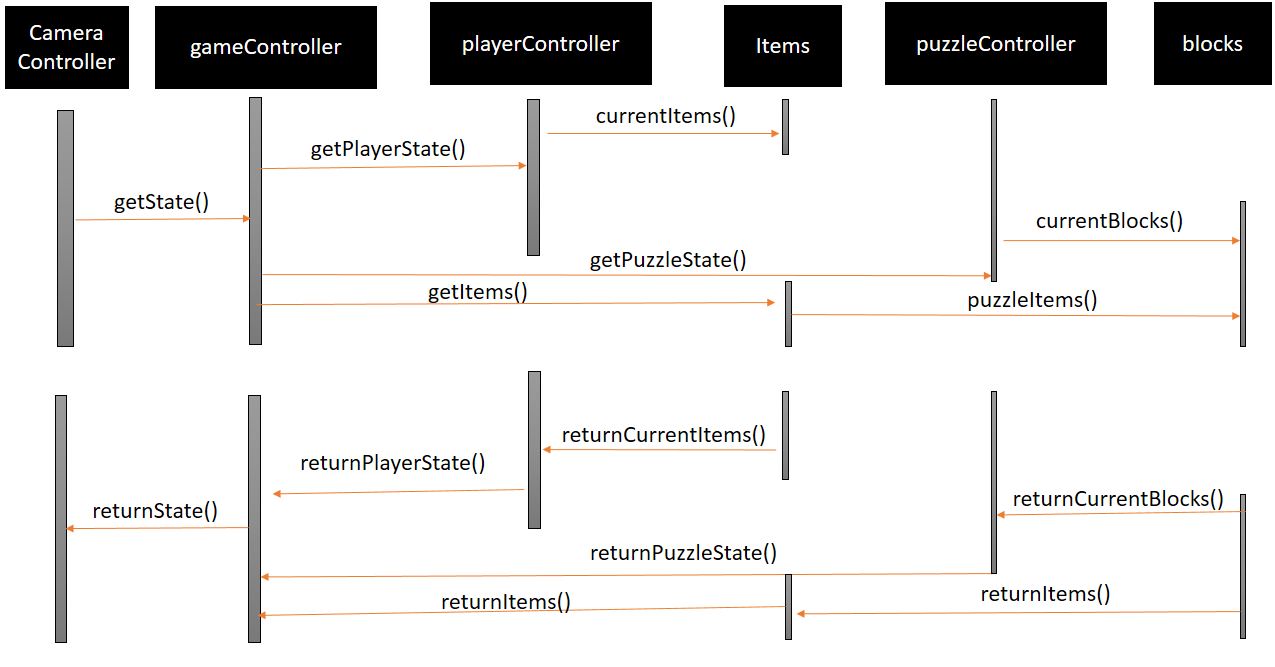 Camera
Controller
gameController
playerController
Items
puzzleController
blocks
currentItems()
getPlayerState()
getState()
currentBlocks()
getPuzzleState()
getItems()
puzzleItems()
returnCurrentItems()
returnPlayerState()
returnCurrentBlocks()
returnState()
returnPuzzleState()
returnItems()
returnItems()